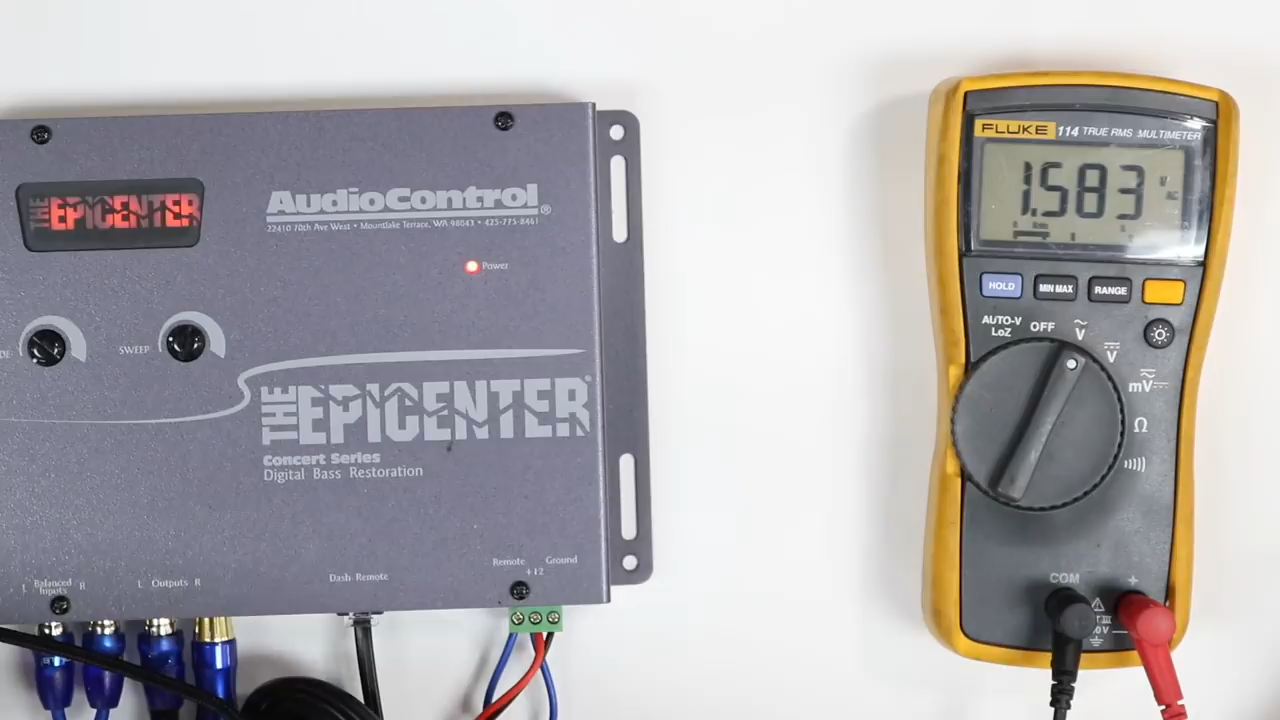 THE EPICENTER
AudioControl®
22410 70th Ave West • Mountlake Terrace, WA 98043 • 425-775-8461
Power
SWEEP
THE EPICENTER®
Concert Series
Digital Bass Restoration
Balanced
L Inputs R
L Outputs R
Dash Remote
Remote
+12
Ground
FLUKE 114 TRUE RMS MULTIMETER
1.583
V
AC
HOLD
MIN MAX
RANGE
AUTO-V
LoZ
OFF
V
V
mV
Ω
COM
+